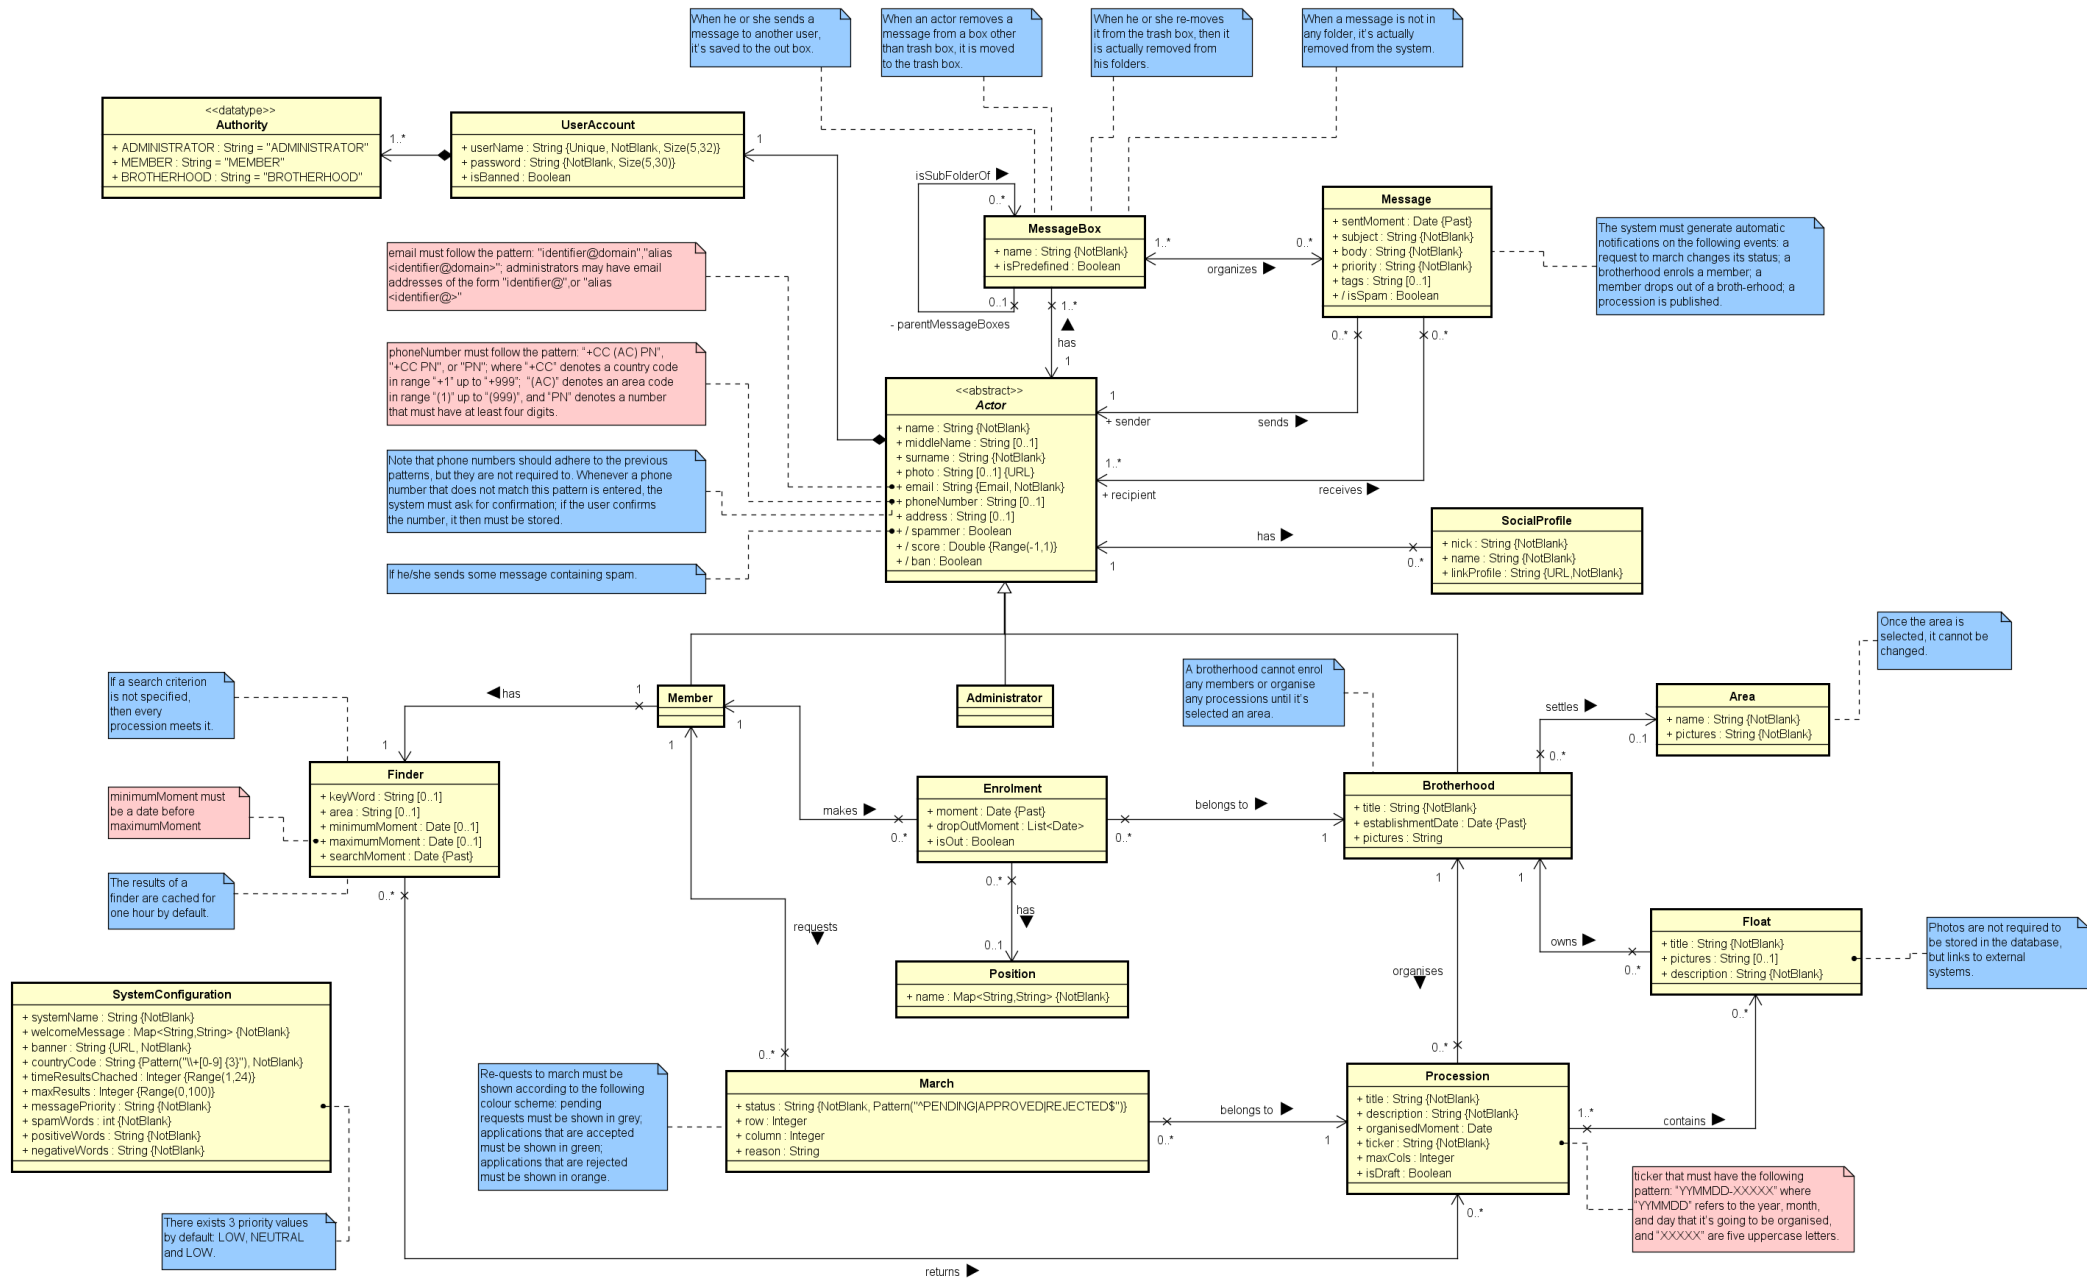 When he or she sends a
message to another user,
it's saved to the out box.
When an actor removes a
message from a box other
than trash box, it is moved
to the trash box.
When he or she re-moves
it from the trash box, then it
is actually removed from
his folders.
When a message is not in
any folder, it's actually
removed from the system.
<<datatype>>
Authority
+ ADMINISTRATOR : String = "ADMINISTRATOR"
+ MEMBER : String = "MEMBER"
+ BROTHERHOOD : String = "BROTHERHOOD"
1..*
UserAccount
+ userName : String {Unique, NotBlank, Size(5,32)}
+ password : String {NotBlank, Size(5,30)}
+ isBanned : Boolean
1
isSubFolderOf
0..*
MessageBox
+ name : String {NotBlank}
+ isPredefined : Boolean
0..1
- parentMessageBoxes
1..*
has
1
1..*
organizes
0..*
Message
+ sentMoment : Date {Past}
+ subject : String {NotBlank}
+ body : String {NotBlank}
+ priority : String {NotBlank}
+ tags : String [0..1]
+ / isSpam : Boolean
The system must generate automatic
notifications on the following events: a
request to march changes its status; a
brotherhood enrols a member; a
member drops out of a broth-erhood; a
procession is published.
0..*
0..*
email must follow the pattern: "identifier@domain","alias
<identifier@domain>"; administrators may have email
addresses of the form "identifier@",or "alias
<identifier@>"
phoneNumber must follow the pattern: "+CC (AC) PN",
"+CC PN", or "PN"; where "+CC" denotes a country code
in range "+1" up to "+999"; "(AC)" denotes an area code
in range "(1)" up to "(999)", and "PN" denotes a number
that must have at least four digits.
Note that phone numbers should adhere to the previous
patterns, but they are not required to. Whenever a phone
number that does not match this pattern is entered, the
system must ask for confirmation; if the user confirms
the number, it then must be stored.
If he/she sends some message containing spam.
<<abstract>>
Actor
+ name : String {NotBlank}
+ middleName : String [0..1]
+ surname : String {NotBlank}
+ photo : String [0..1] {URL}
+ email : String {Email, NotBlank}
+ phoneNumber : String [0..1]
+ address : String [0..1]
+ / spammer : Boolean
+ / score : Double {Range(-1,1)}
+ / ban : Boolean
1
+ sender
sends
1..*
+ recipient
receives
has
1
0..*
SocialProfile
+ nick : String {NotBlank}
+ name : String {NotBlank}
+ linkProfile : String {URL,NotBlank}
If a search criterion
is not specified,
then every
procession meets it.
has
1
1
Member
1
1
Administrator
A brotherhood cannot enrol
any members or organise
any processions until it's
selected an area.
settles
0..1
0..*
Area
+ name : String {NotBlank}
+ pictures : String {NotBlank}
Once the area is
selected, it cannot be
changed.
Finder
+ keyWord : String [0..1]
+ area : String [0..1]
+ minimumMoment : Date [0..1]
+ maximumMoment : Date [0..1]
+ searchMoment : Date {Past}
0..*
minimumMoment must
be a date before
maximumMoment
The results of a
finder are cached for
one hour by default.
makes
0..*
Enrolment
+ moment : Date {Past}
+ dropOutMoment : List<Date>
+ isOut : Boolean
belongs to
0..*
1
0..*
has
0..1
Position
+ name : Map<String,String> {NotBlank}
Brotherhood
+ title : String {NotBlank}
+ establishmentDate : Date {Past}
+ pictures : String
1
1
owns
0..*
Float
+ title : String {NotBlank}
+ pictures : String [0..1]
+ description : String {NotBlank}
0..*
Photos are not required to
be stored in the database,
but links to external
systems.
requests
0..*
organises
0..*
SystemConfiguration
+ systemName : String {NotBlank}
+ welcomeMessage : Map<String,String> {NotBlank}
+ banner : String {URL, NotBlank}
+ countryCode : String {Pattern("\\+[0-9] {3}"), NotBlank}
+ timeResultsChached : Integer {Range(1,24)}
+ maxResults : Integer {Range(0,100)}
+ messagePriority : String {NotBlank}
+ spamWords : int {NotBlank}
+ positiveWords : String {NotBlank}
+ negativeWords : String {NotBlank}
There exists 3 priority values
by default: LOW, NEUTRAL
and LOW.
Re-quests to march must be
shown according to the following
colour scheme: pending
requests must be shown in grey;
applications that are accepted
must be shown in green;
applications that are rejected
must be shown in orange.
March
+ status : String {NotBlank, Pattern("^PENDING|APPROVED|REJECTED$")}
+ row : Integer
+ column : Integer
+ reason : String
belongs to
0..*
1
Procession
+ title : String {NotBlank}
+ description : String {NotBlank}
+ organisedMoment : Date
+ ticker : String {NotBlank}
+ maxCols : Integer
+ isDraft : Boolean
1..*
contains
0..*
ticker that must have the following
pattern: "YYMMDD-XXXXX" where
"YYMMDD" refers to the year, month,
and day that it's going to be organised,
and "XXXXX" are five uppercase letters.
returns